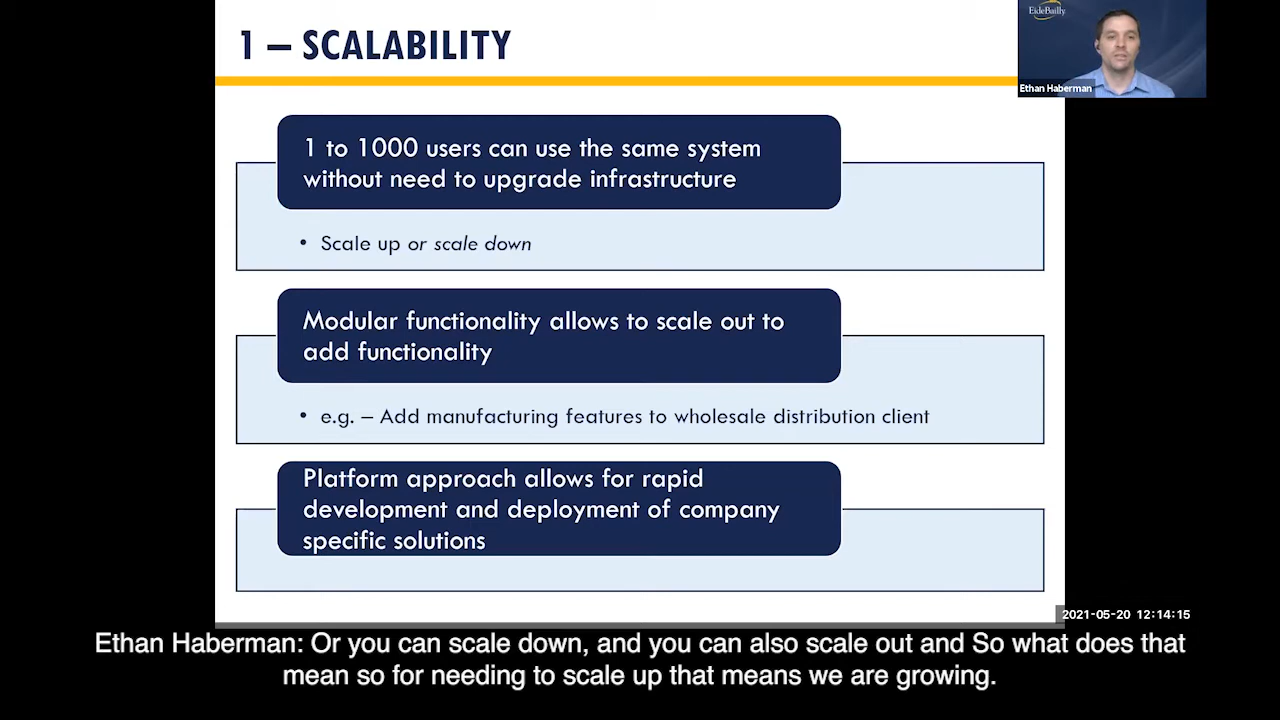 1 – SCALABILITY
EideBailly
Ethan Haberman
1 to 1000 users can use the same system
without need to upgrade infrastructure
• Scale up or scale down
Modular functionality allows to scale out to
add functionality
• e.g. – Add manufacturing features to wholesale distribution client
Platform approach allows for rapid
development and deployment of company
specific solutions
2021-05-20 12:14:15
Ethan Haberman: Or you can scale down, and you can also scale out and So what does that
mean so for needing to scale up that means we are growing.